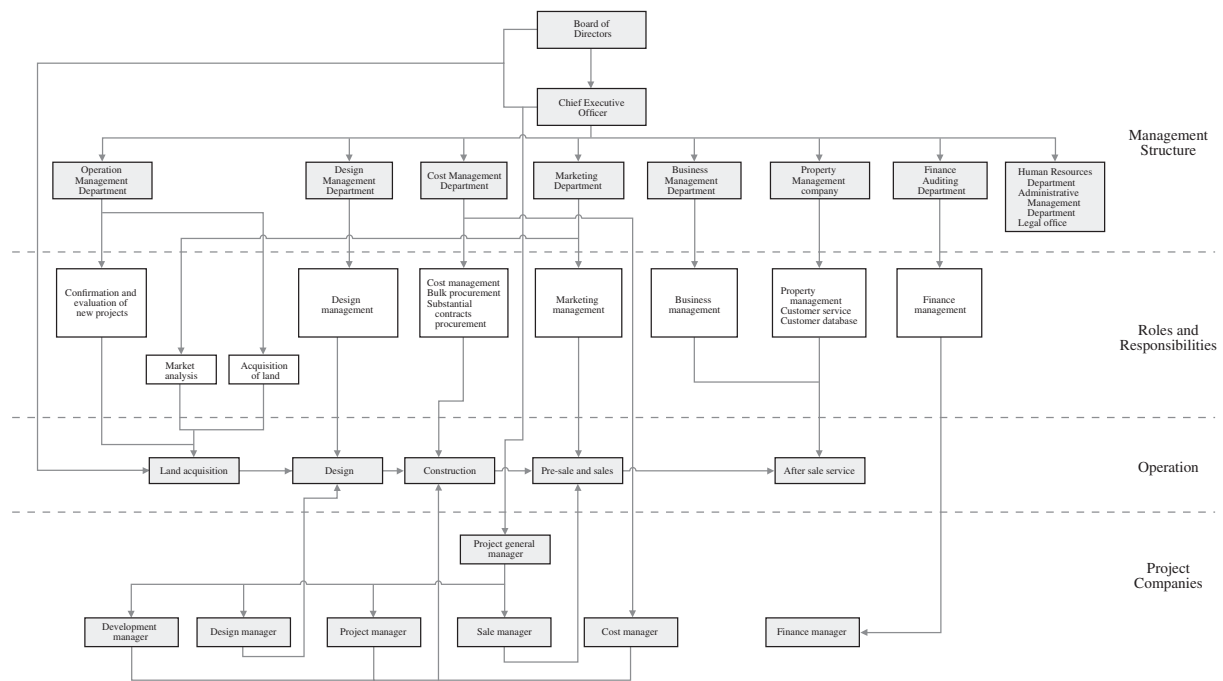 Board of
Directors
Chief Executive
Officer
Management
Structure
Operation
Management
Department
Design
Management
Department
Cost Management
Department
Marketing
Department
Business
Management
Department
Property
Management
company
Finance
Auditing
Department
Human Resources
Department
Administrative
Management
Department
Legal office
Confirmation and
evaluation of
new projects
Design
management
Cost management
Bulk procurement
Substantial
contracts
procurement
Marketing
management
Business
management
Property
management
Customer service
Customer database
Finance
management
Roles and
Responsibilities
Market
analysis
Acquisition
of land
Land acquisition
Design
Construction
Pre-sale and sales
After sale service
Operation
Project general
manager
Project
Companies
Development
manager
Design manager
Project manager
Sale manager
Cost manager
Finance manager